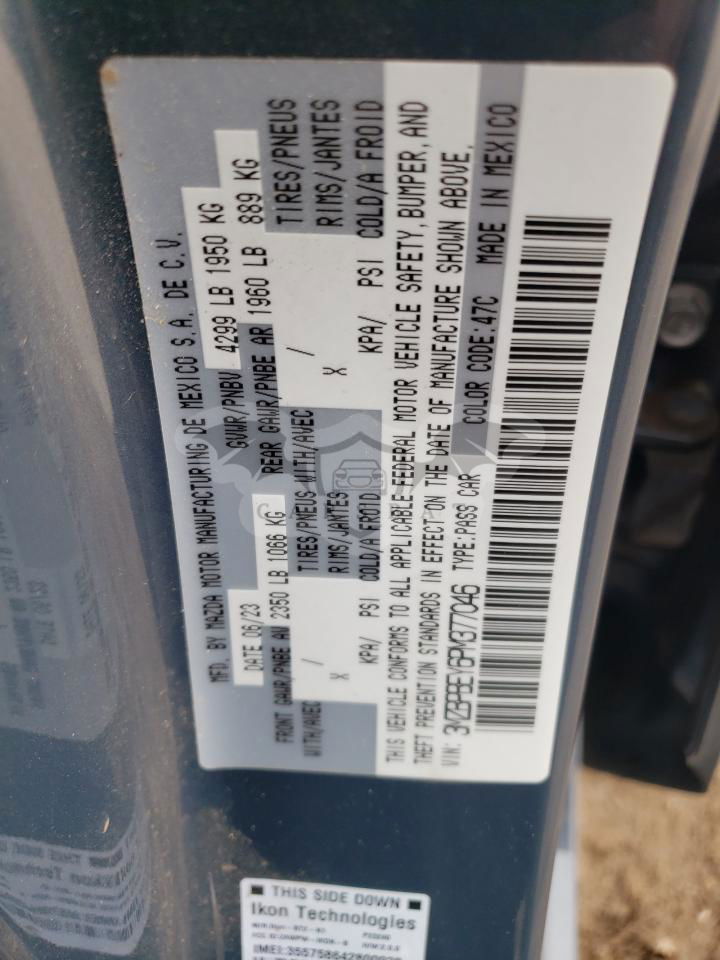 MFD. BY MAZDA MOTOR MANUFACTURING DE MEXICO S.A. DE C.V.
DATE 06/23 GVWR/PNBV 4299 LB 1950 KG
FRONT GAWR/PNBE AV 2350 LB 1066 KG REAR GAWR/PNBE AR 1960 LB 889 KG
WITH/AVEC / TIRES/PNEUS WITH/AVEC / TIRES/PNEUS
X RIMS/JANTES X RIMS/JANTES
KPA/ PSI COLD/A FROID KPA/ PSI COLD/A FROID
THIS VEHICLE CONFORMS TO ALL APPLICABLE FEDERAL MOTOR VEHICLE SAFETY, BUMPER, AND
THEFT PREVENTION STANDARDS IN EFFECT ON THE DATE OF MANUFACTURE SHOWN ABOVE.
VIN: 3MZBPBEY6PM377046 TYPE:PASS CAR COLOR CODE:47C MADE IN MEXICO
THIS SIDE DOWN
Ikon Technologies